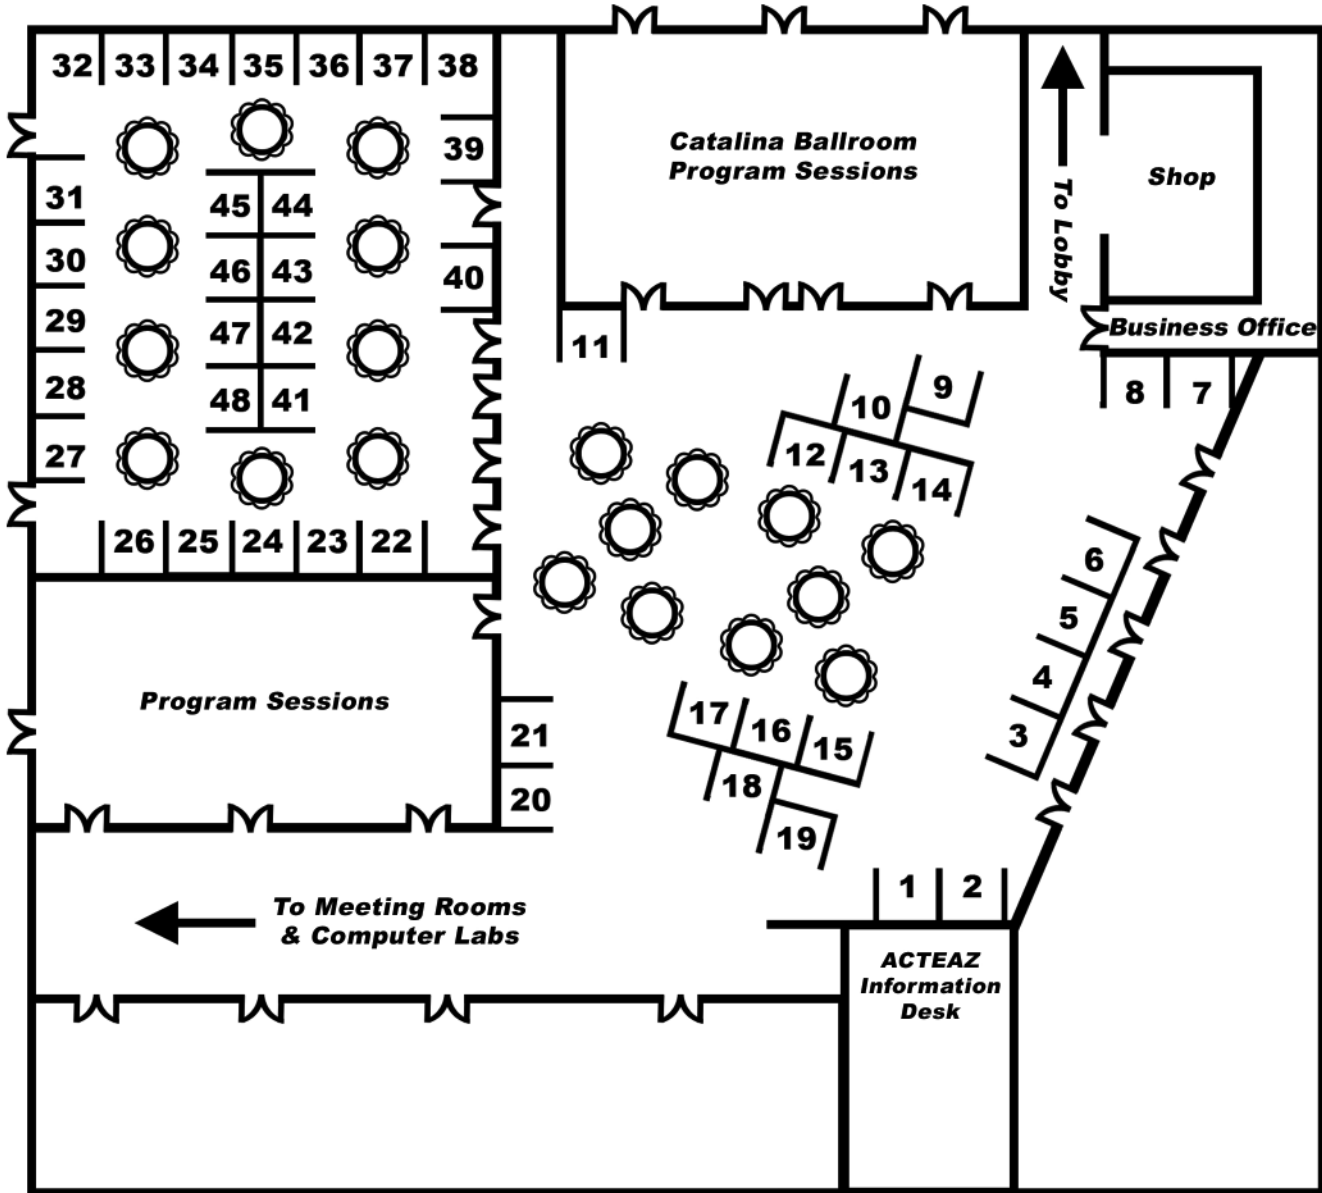 32 33 34 35 36 37 38
39
Catalina Ballroom
Program Sessions
Shop
To Lobby
31
45 44
30
46 43
40
29
47 42
Business Office
11
28
48 41
8 7
9
10
27
12
13
14
26 25 24 23 22
6
5
4
3
Program Sessions
21
17
16
15
20
18
19
1 2
To Meeting Rooms
& Computer Labs
ACTEAZ
Information
Desk